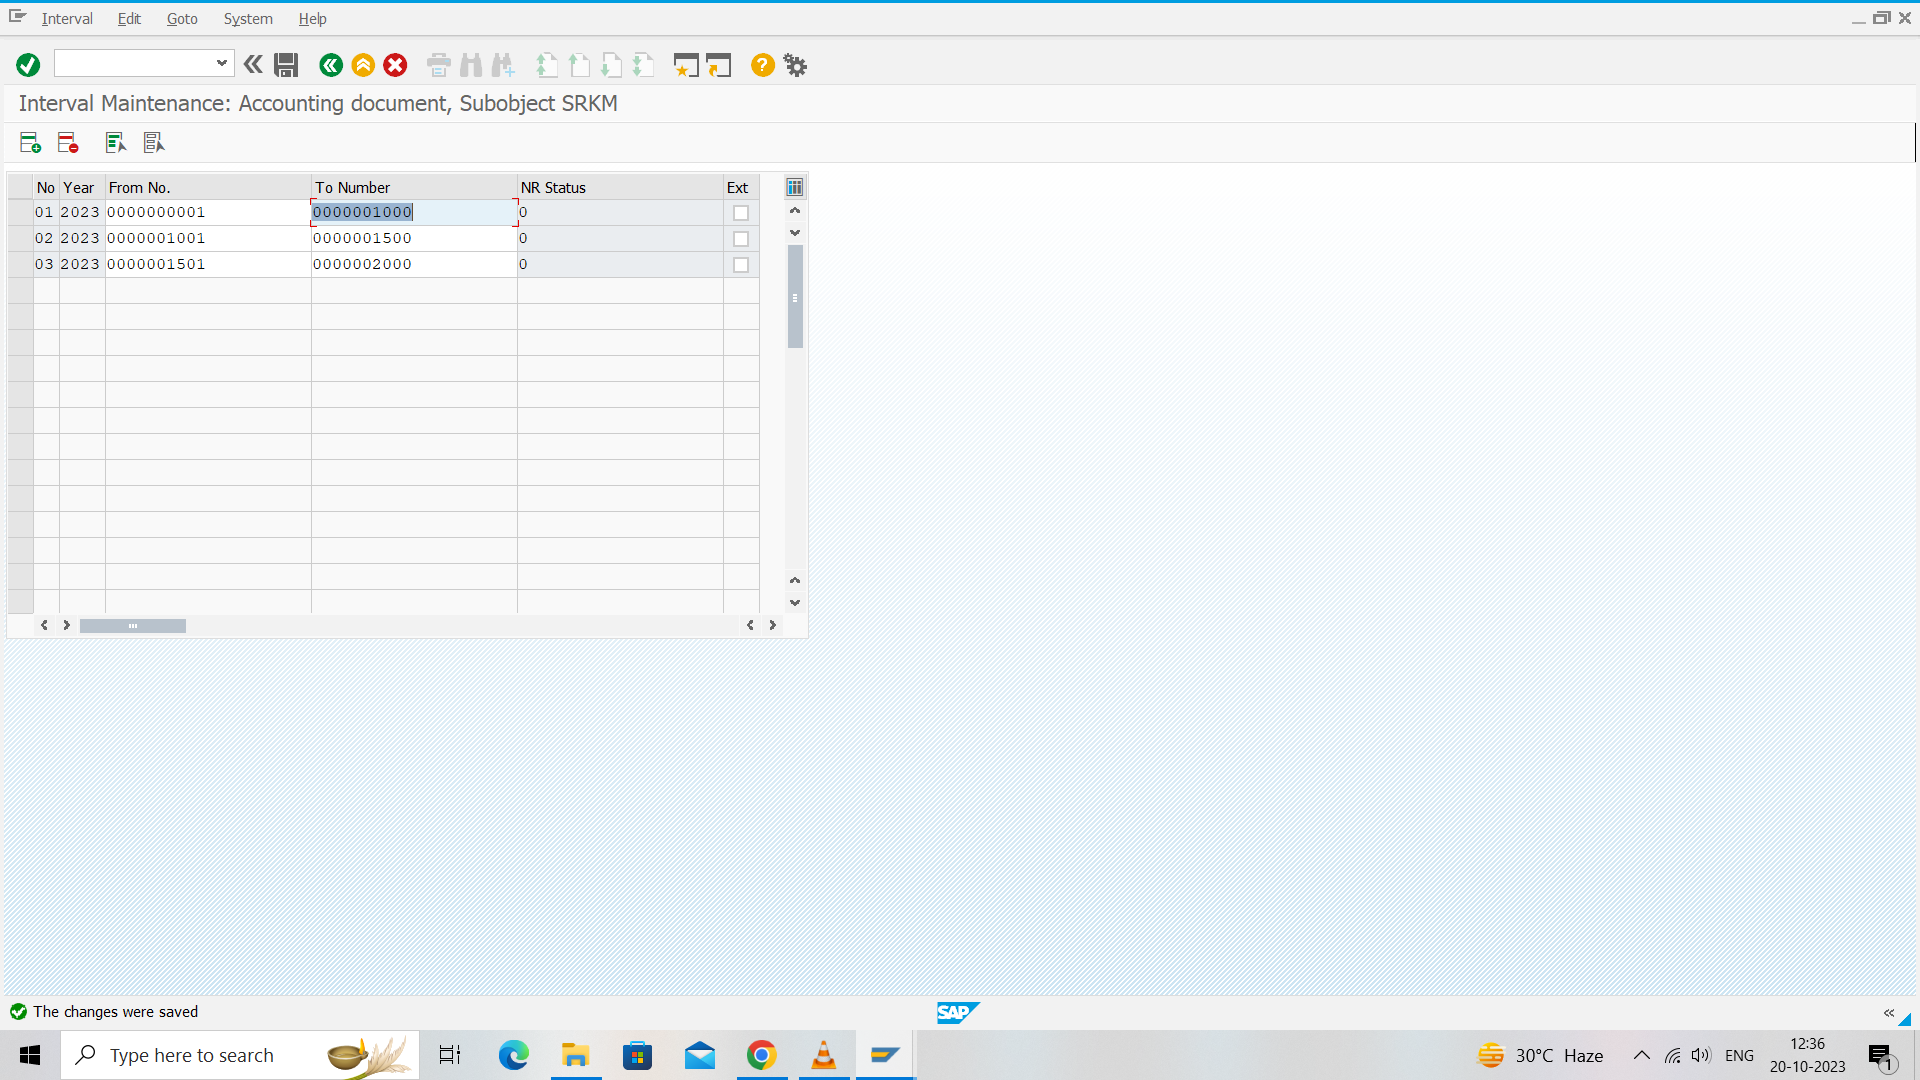 Interval Edit Goto System Help
Interval Maintenance: Accounting document, Subobject SRKM
No Year From No. To Number NR Status Ext
01 2023 0000000001 0000001000 0
02 2023 0000001001 0000001500 0
03 2023 0000001501 0000002000 0
The changes were saved
SAP
Type here to search
30°C Haze
ENG
12:36
20-10-2023
1